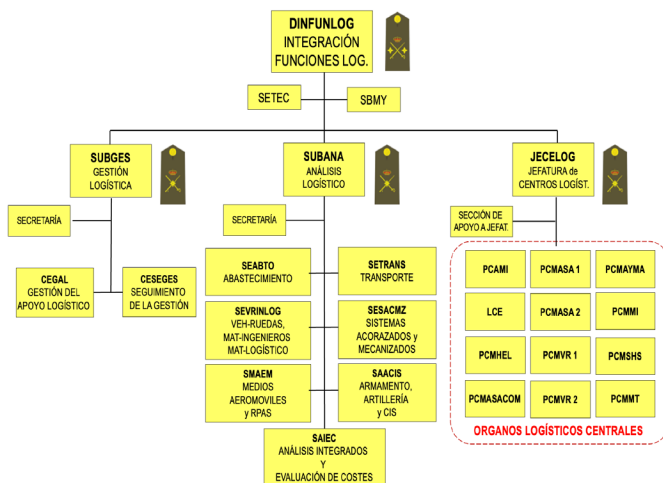 DINFUNLOG
INTEGRACIÓN
FUNCIONES LOG.
SETEC
SBMY
SUBGES
GESTIÓN
LOGÍSTICA
SUBANA
ANÁLISIS
LOGÍSTICO
JECELOG
JEFATURA de
CENTROS LOGÍST.
SECRETARÍA
SECRETARÍA
SECCIÓN DE
APOYO A JEFAT.
CEGAL
GESTIÓN DEL
APOYO LOGÍSTICO
CESEGES
SEGUIMIENTO
DE LA GESTIÓN
SEABTO
ABASTECIMIENTO
SETRANS
TRANSPORTE
SEVRINLOG
VEH-RUEDAS,
MAT-INGENIEROS
MAT-LOGÍSTICO
SESACMZ
SISTEMAS
ACORAZADOS y
MECANIZADOS
SMAEM
MEDIOS
AEROMOVILES
y RPAS
SAACIS
ARMAMENTO,
ARTILLERÍA
y CIS
SAIEC
ANÁLISIS INTEGRADOS
Y
EVALUACIÓN DE COSTES
PCAMI
PCMASA 1
PCMAYMA
LCE
PCMASA 2
PCMMI
PCMHEL
PCMVR 1
PCMSHS
PCMASACOM
PCMVR 2
PCMMT
ORGANOS LOGÍSTICOS CENTRALES